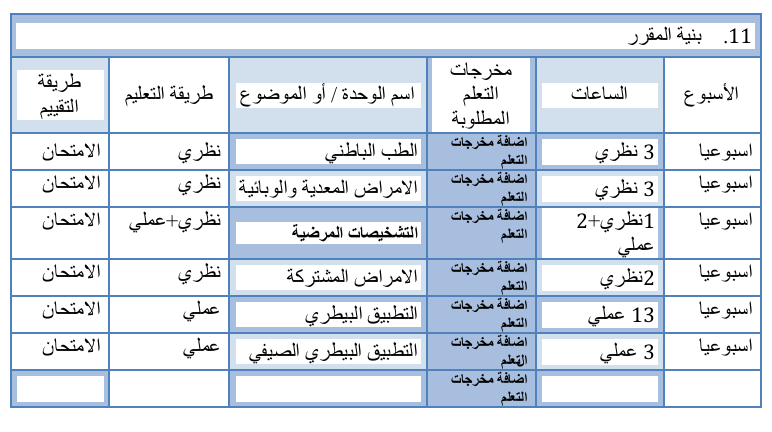 11. بنية المقرر
الأسبوع
الساعات
مخرجات
التعلم
المطلوبة
اسم الوحدة / أو الموضوع
طريقة التعليم
طريقة
التقييم
اسبوعيا
3 نظري
اضافة مخرجات
التعلم
الطب الباطني
نظري
الامتحان
اسبوعيا
3 نظري
اضافة مخرجات
التعلم
الامراض المعدية والوبائية
نظري
الامتحان
اسبوعيا
1نظري+2
عملي
اضافة مخرجات
التعلم
التشخيصات المرضية
نظري+عملي
الامتحان
اسبوعيا
2نظري
اضافة مخرجات
التعلم
الامراض المشتركة
نظري
الامتحان
اسبوعيا
13 عملي
اضافة مخرجات
التعلم
التطبيق البيطري
عملي
الامتحان
اسبوعيا
3 عملي
اضافة مخرجات
التعلم
التطبيق البيطري الصيفي
عملي
الامتحان
اضافة مخرجات
التعلم